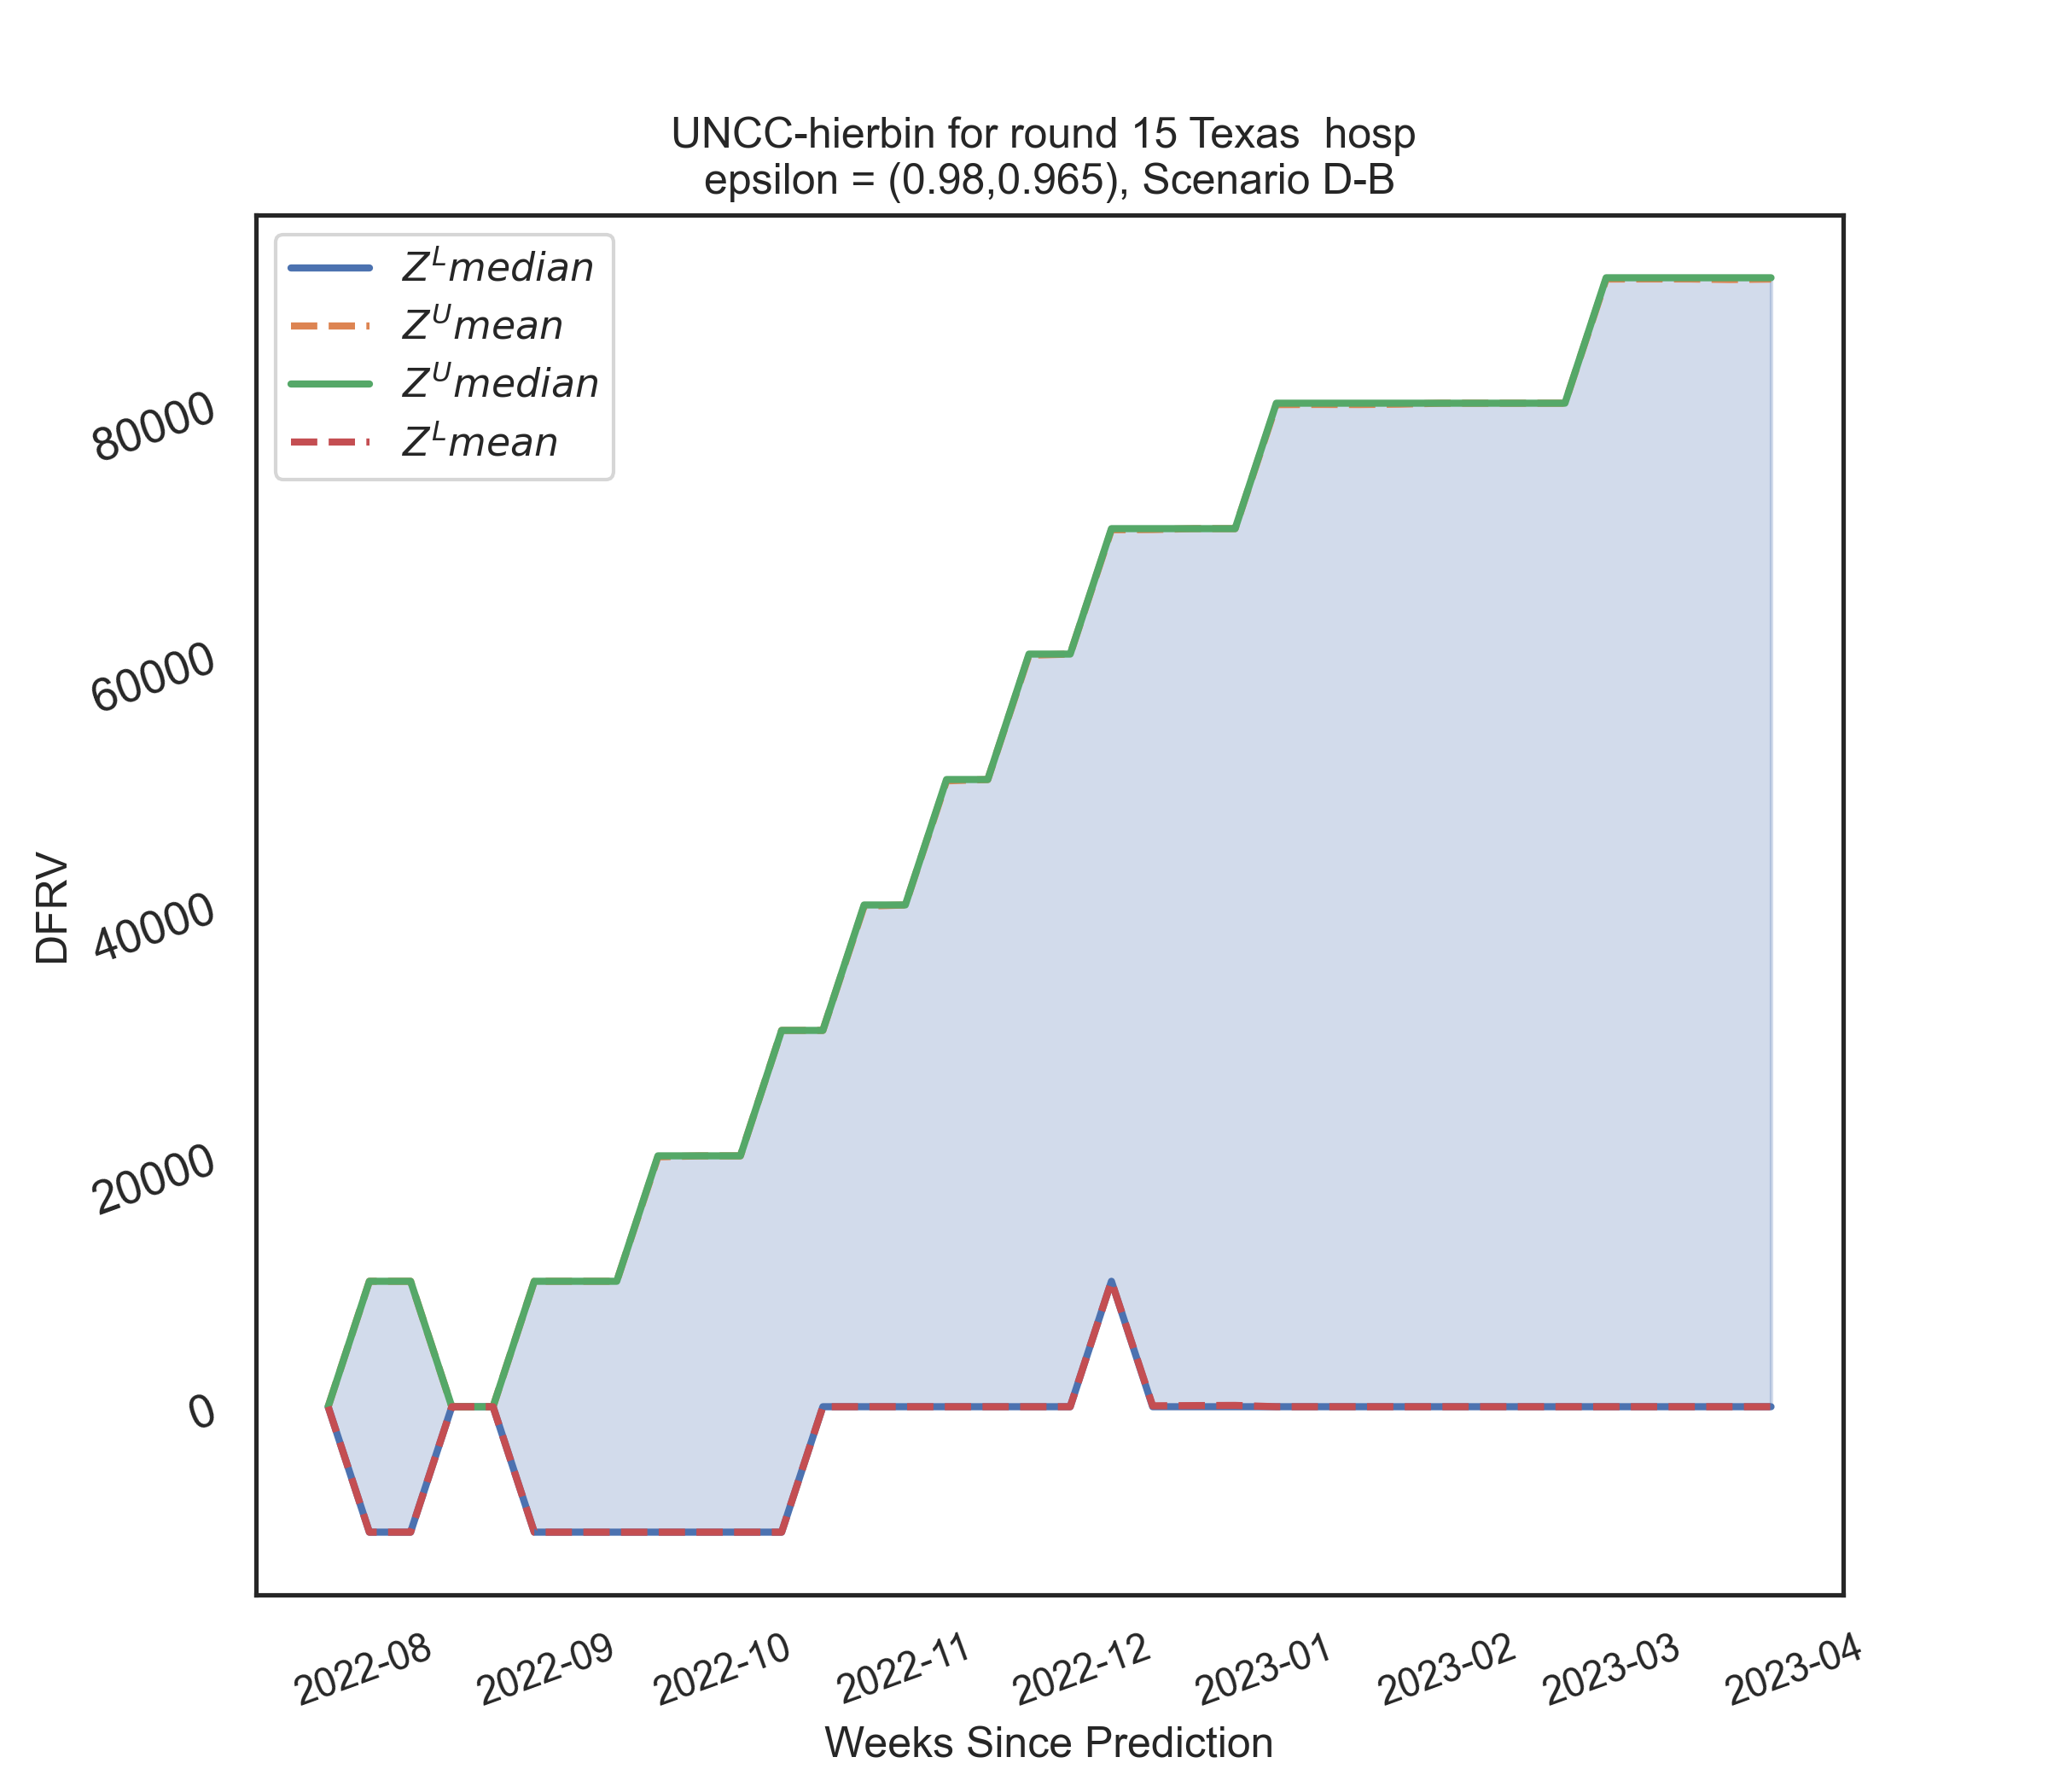 UNCC-hierbin for round 15 Texas  hosp
epsilon = (0.98,0.965), Scenario D-B
Z^L median
Z^U mean
Z^U median
Z^L mean
80000
60000
40000
20000
0
DFRV
2022-08
2022-09
2022-10
2022-11
2022-12
2023-01
2023-02
2023-03
2023-04
Weeks Since Prediction